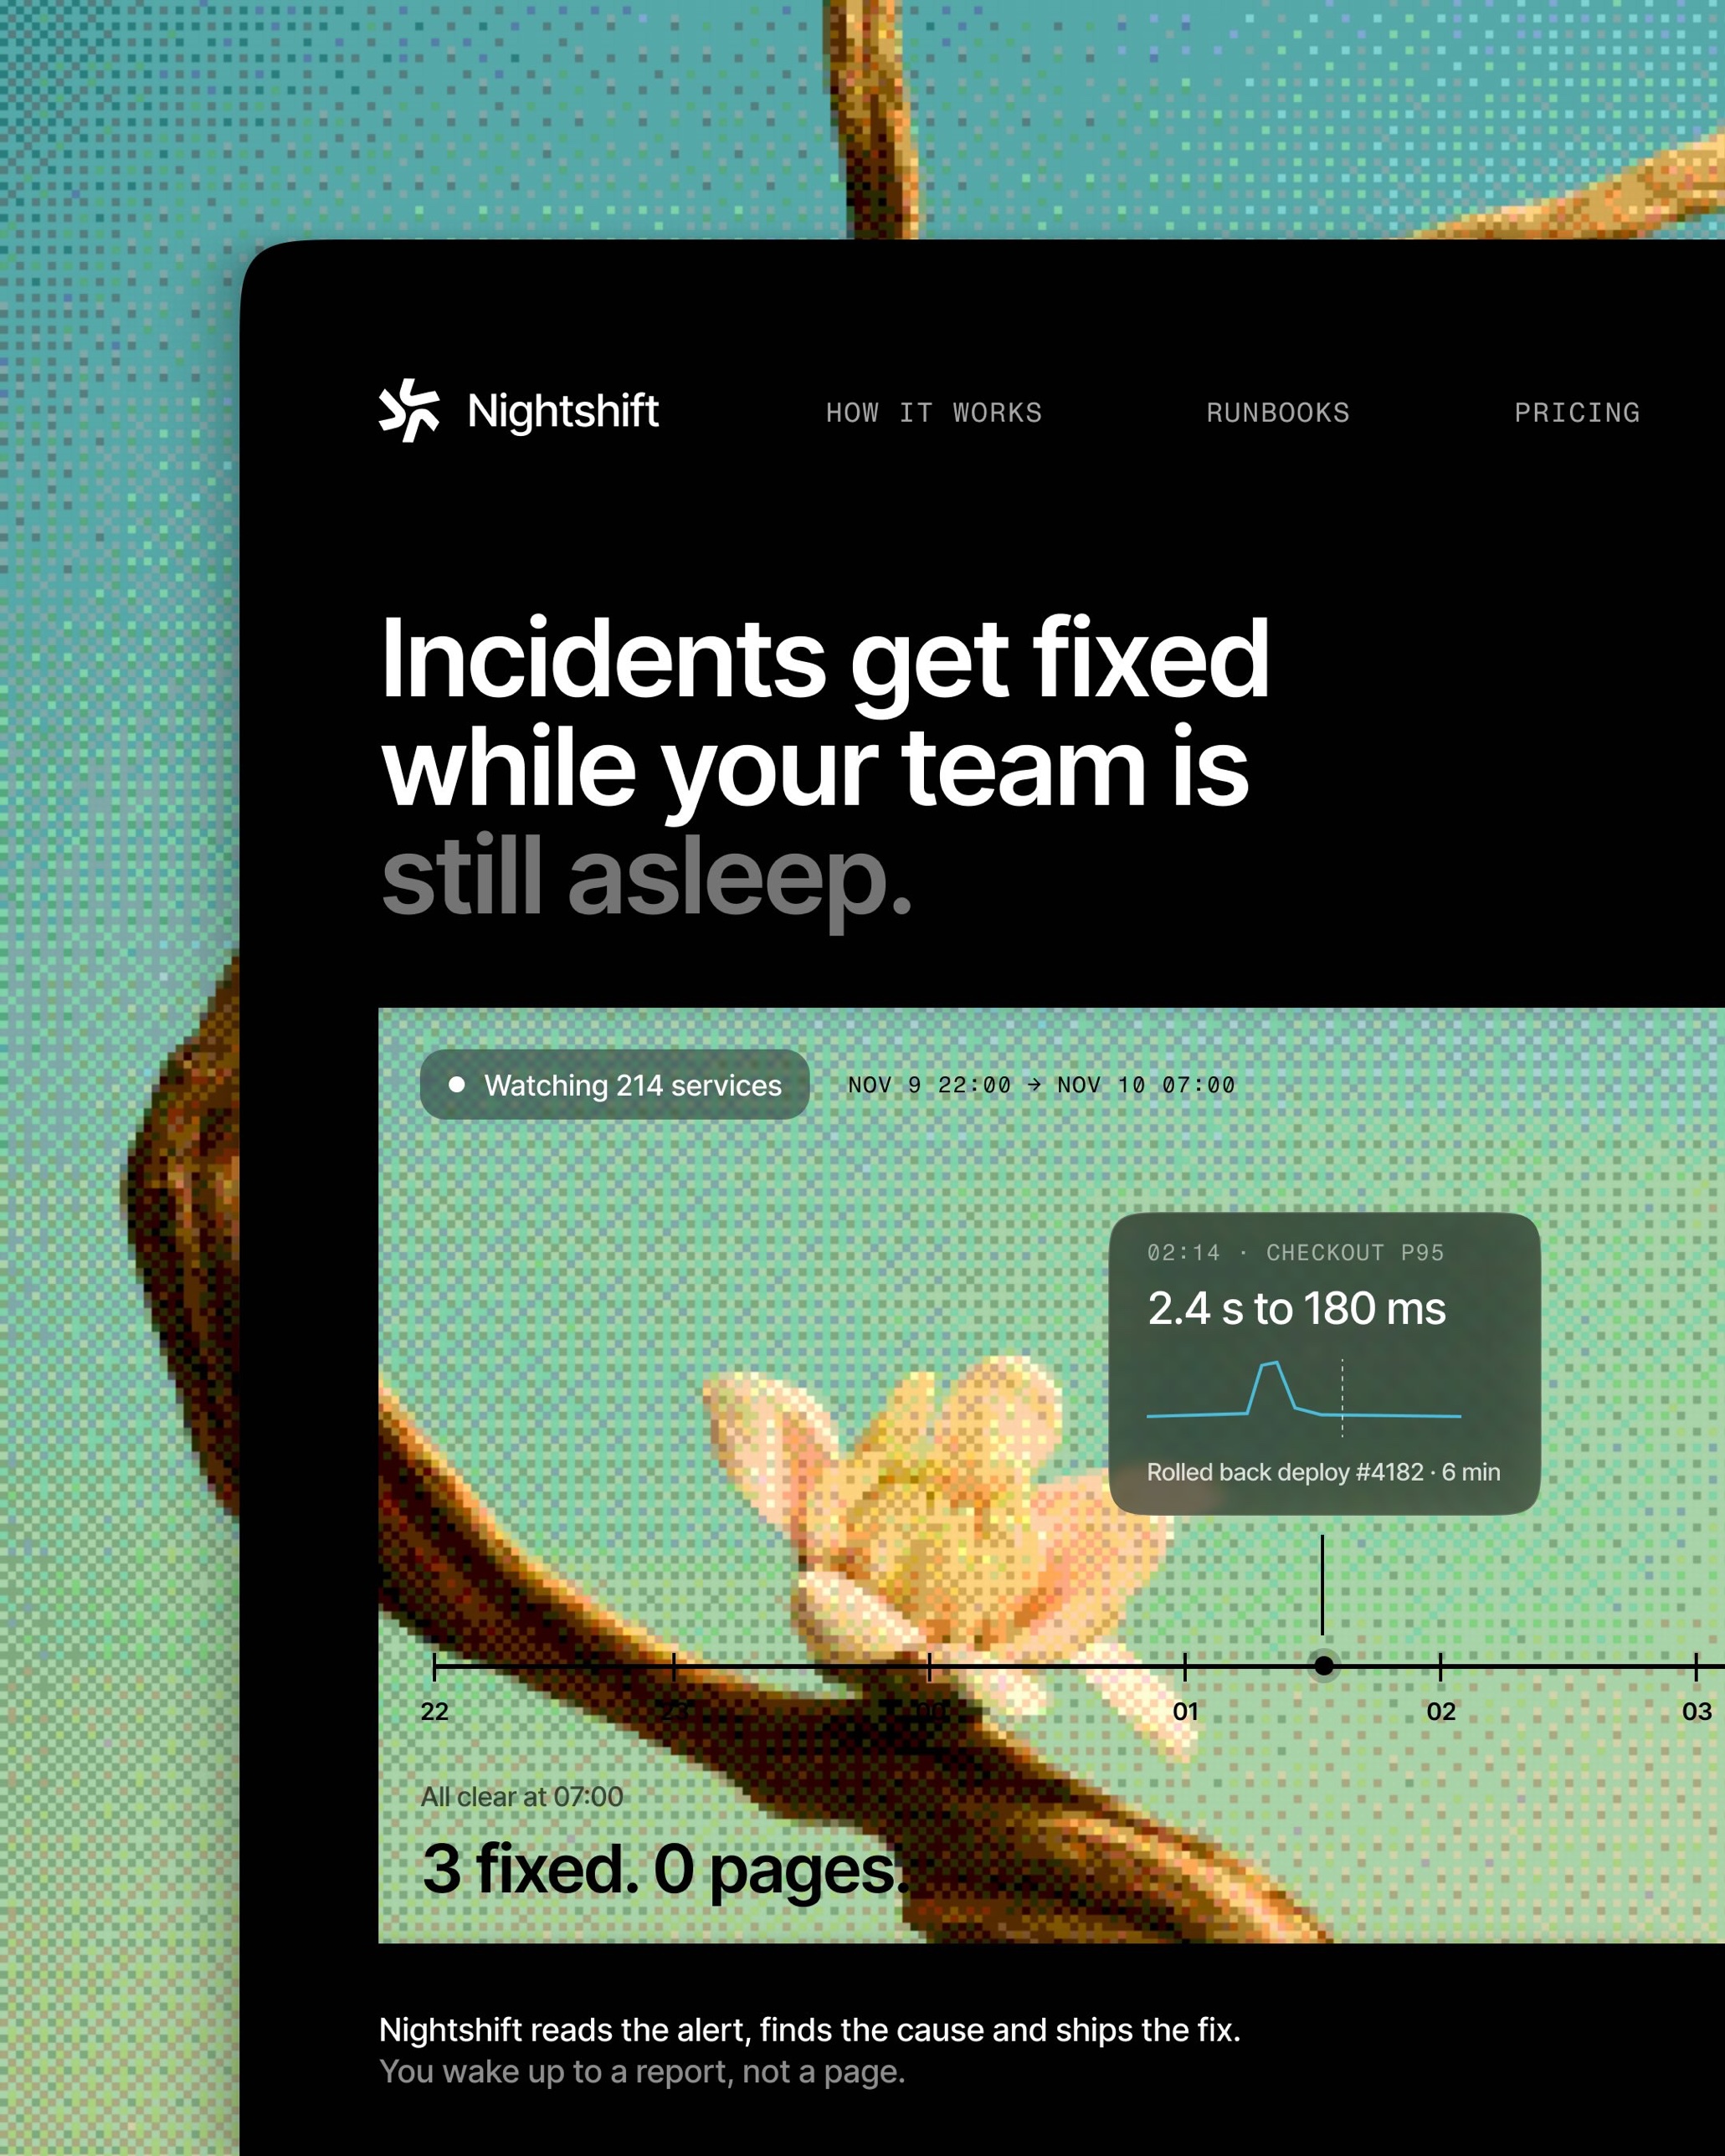 Nightshift
HOW IT WORKS
RUNBOOKS
PRICING
Incidents get fixed
while your team is
still asleep.
Watching 214 services
NOV 9 22:00 → NOV 10 07:00
02:14 · CHECKOUT P95
2.4 s to 180 ms
Rolled back deploy #4182 · 6 min
22 23 00 01 02 03
All clear at 07:00
3 fixed. 0 pages.
Nightshift reads the alert, finds the cause and ships the fix.
You wake up to a report, not a page.